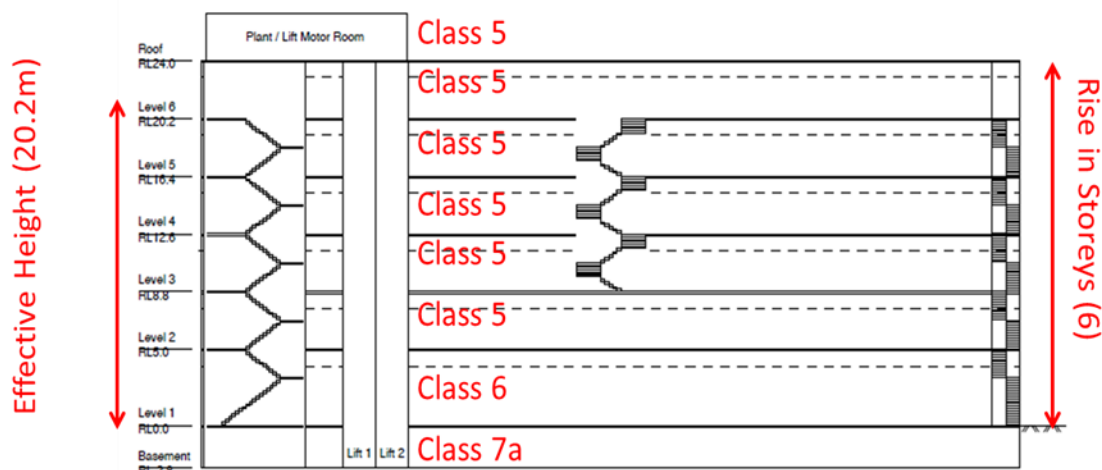 Effective Height (20.2m)
Plant / Lift Motor Room
Class 5
Roof
RL24.0
Class 5
Level 6
RL20.2
Class 5
Level 5
RL16.4
Class 5
Level 4
RL12.6
Class 5
Level 3
RL8.8
Class 5
Level 2
RL5.0
Class 6
Level 1
RL0.0
Basement
Lift 1 Lift 2
Class 7a
Rise in Storeys (6)